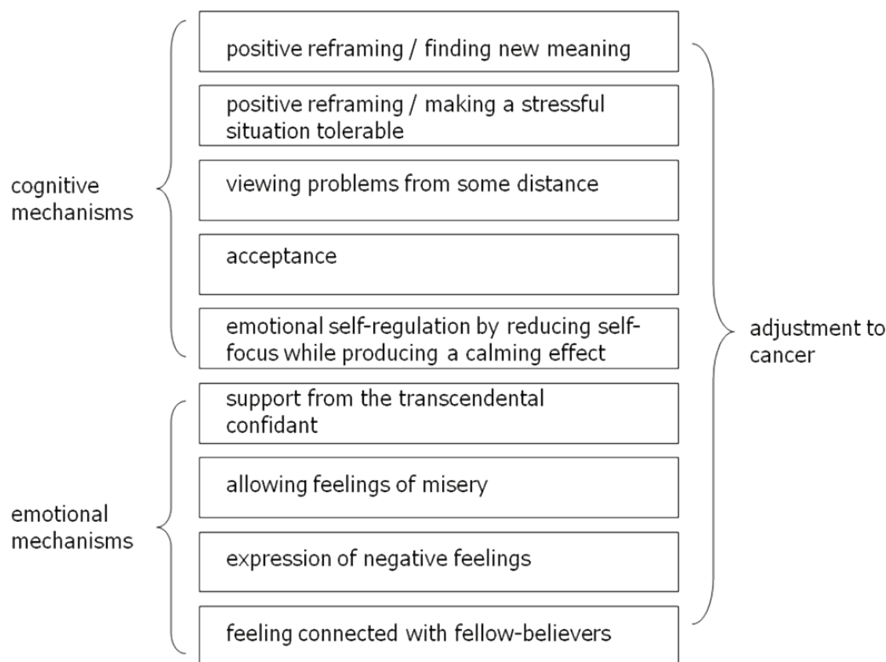 positive reframing / finding new meaning
positive reframing / making a stressful
situation tolerable
viewing problems from some distance
cognitive
mechanisms
acceptance
emotional self-regulation by reducing self-
focus while producing a calming effect
adjustment to
cancer
support from the transcendental
confidant
allowing feelings of misery
emotional
mechanisms
expression of negative feelings
feeling connected with fellow-believers